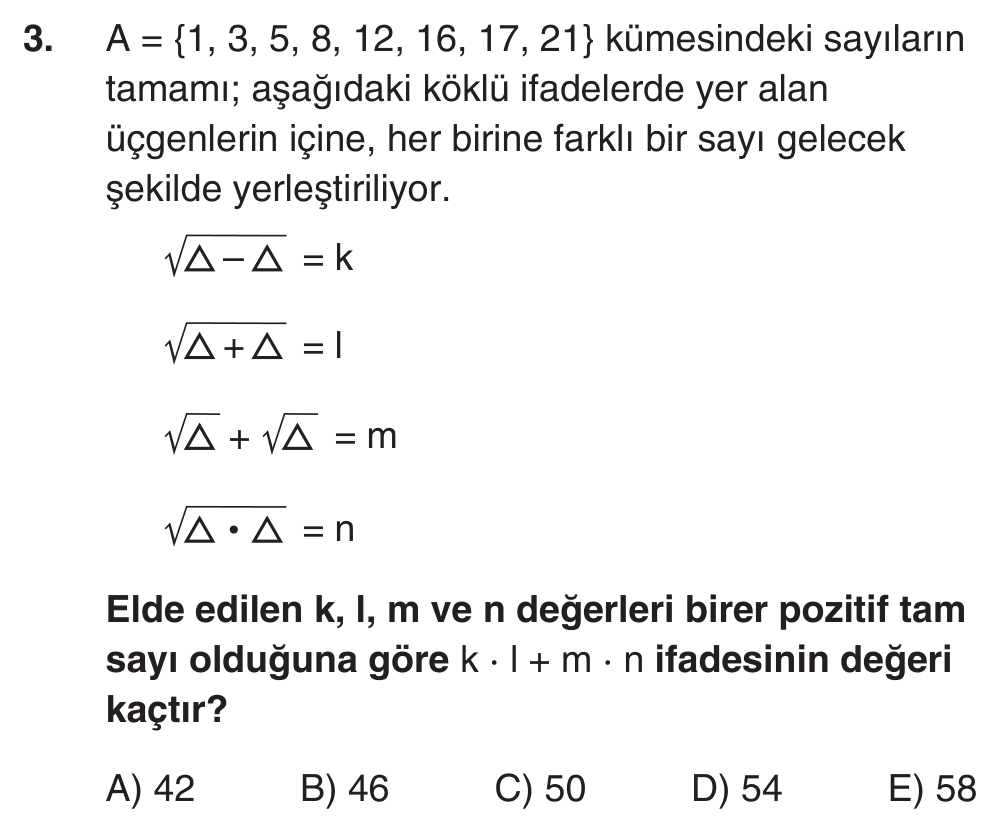 3. A = {1, 3, 5, 8, 12, 16, 17, 21} kümesindeki sayıların
tamamı; aşağıdaki köklü ifadelerde yer alan
üçgenlerin içine, her birine farklı bir sayı gelecek
şekilde yerleştiriliyor.
√(△ − △) = k
√(△ + △) = l
√△ + √△ = m
√(△ · △) = n
Elde edilen k, l, m ve n değerleri birer pozitif tam
sayı olduğuna göre k · l + m · n ifadesinin değeri
kaçtır?
A) 42 B) 46 C) 50 D) 54 E) 58